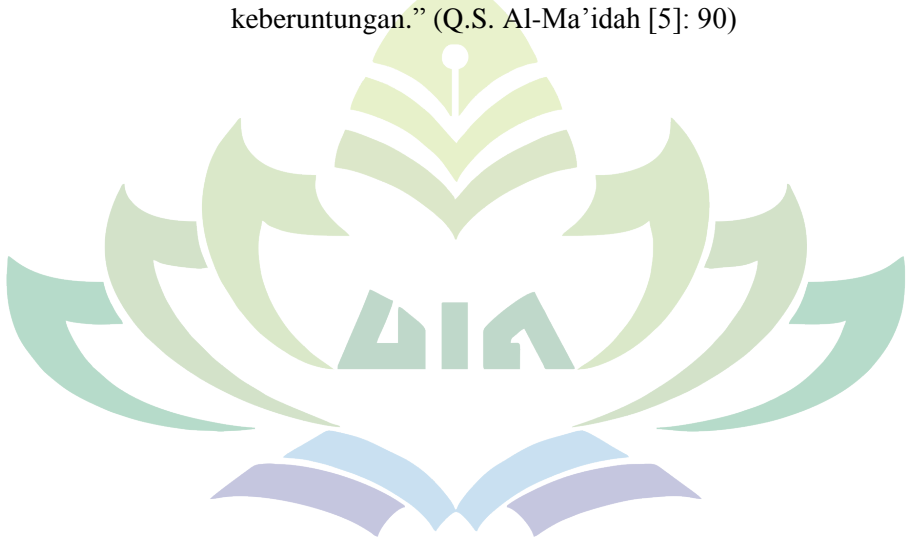 keberuntungan.” (Q.S. Al-Ma’idah [5]: 90)
UIN